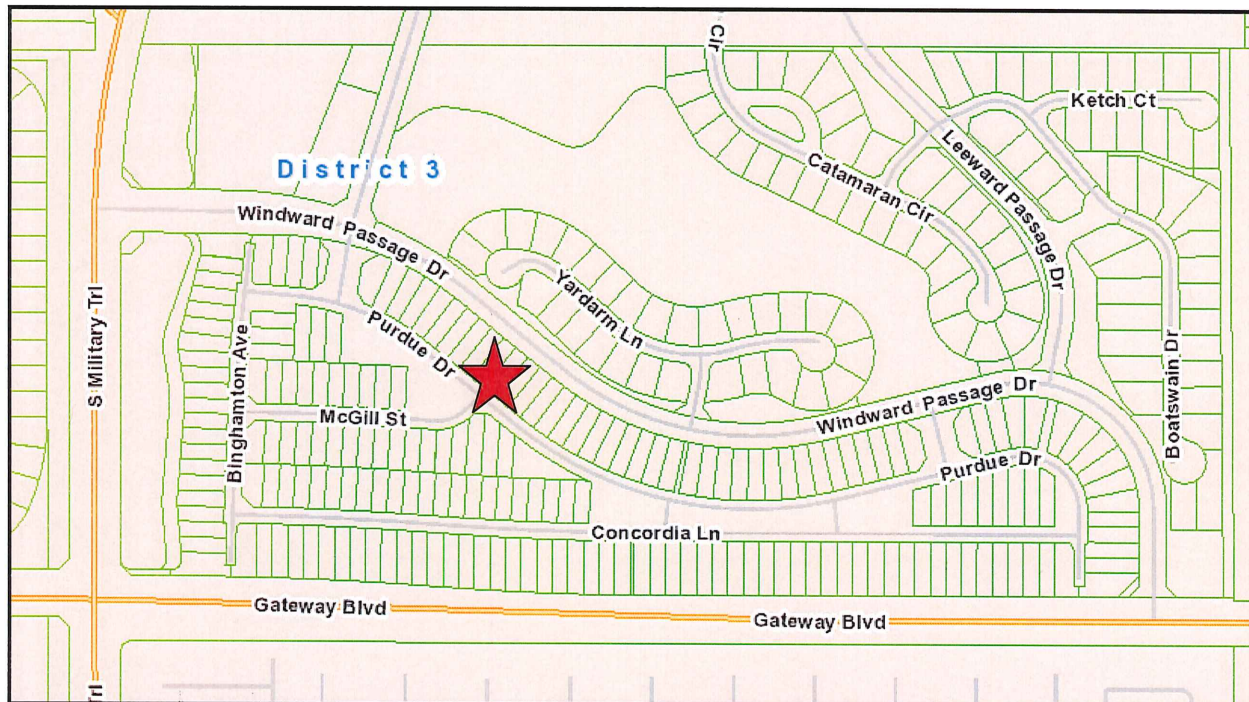 Cir
Ketch Ct
Leeward Passage Dr
Catamaran Cir
District 3
Windward Passage Dr
Yardarm Ln
S Military Trl
Purdue Dr
Binghamton Ave
McGill St
Windward Passage Dr
Boatswain Dr
Purdue Dr
Concordia Ln
Gateway Blvd
Gateway Blvd
Trl